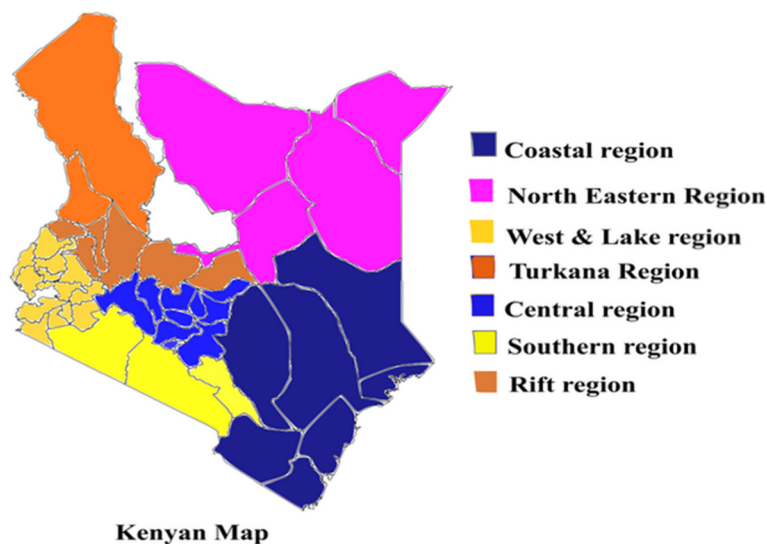 Coastal region
North Eastern Region
West & Lake region
Turkana Region
Central region
Southern region
Rift region
Kenyan Map